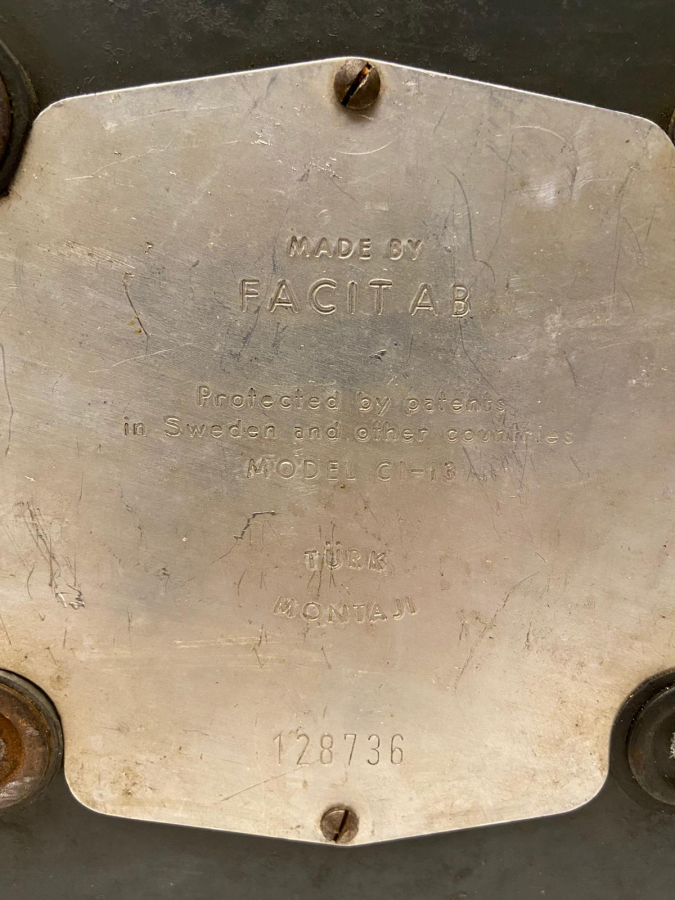 MADE BY
FACIT AB
Protected by patents
in Sweden and other countries
MODEL C1-13
TÜRK
MONTAJI
128736